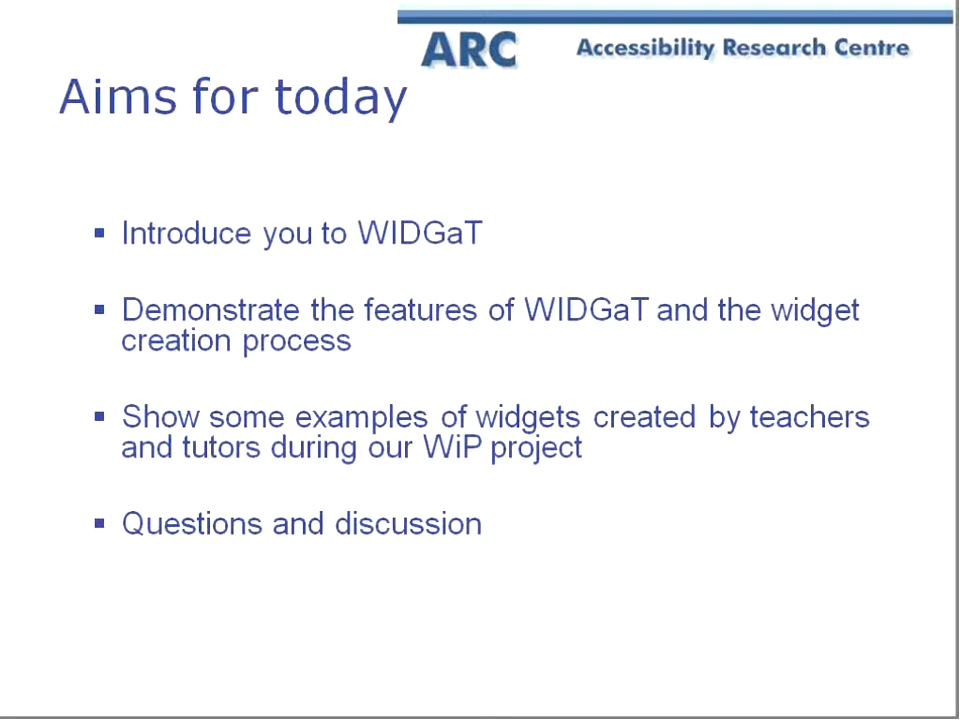 ARC Accessibility Research Centre
Aims for today
▪ Introduce you to WIDGaT
▪ Demonstrate the features of WIDGaT and the widget
creation process
▪ Show some examples of widgets created by teachers
and tutors during our WiP project
▪ Questions and discussion